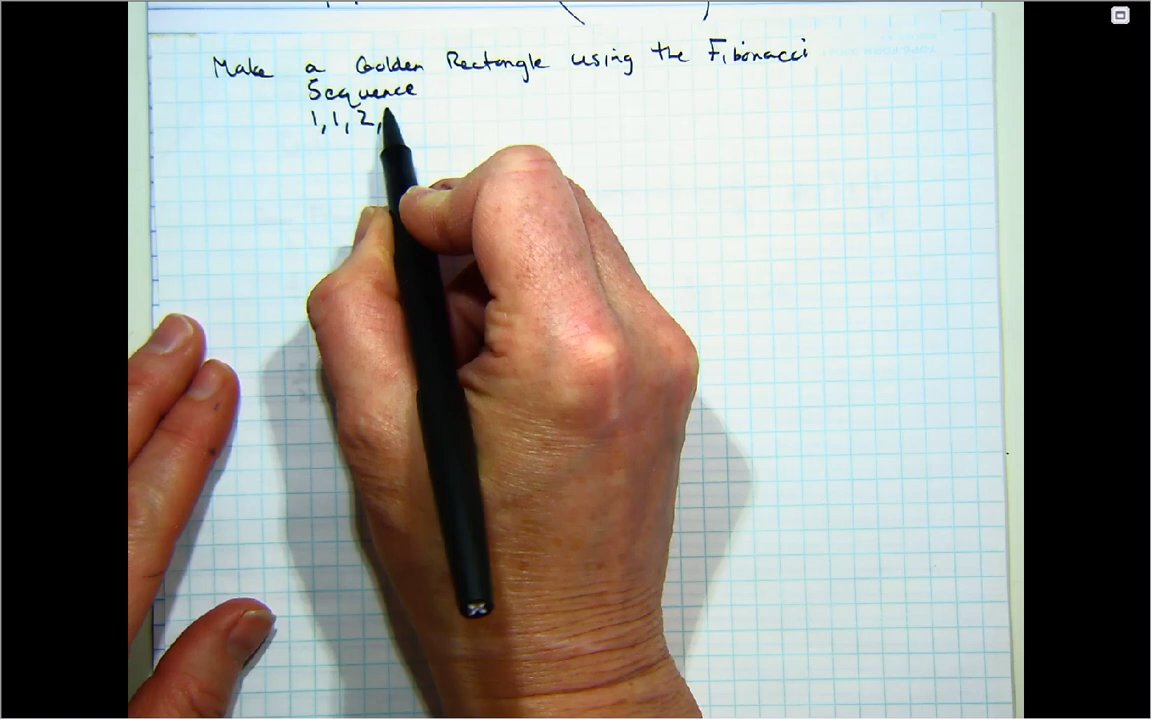 Make a Golden Rectangle using the Fibonacci
Sequence
1, 1, 2,